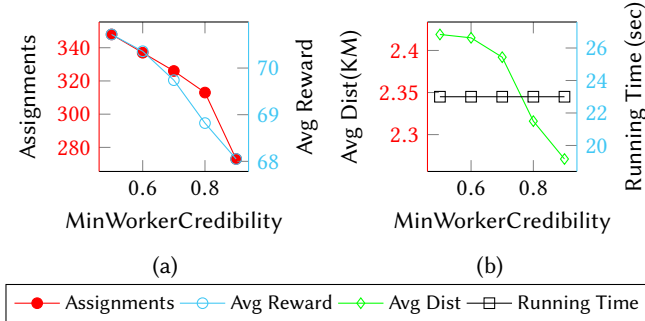 340
320
300
280
Assignments
70
69
68
Avg Reward
0.6 0.8
MinWorkerCredibility
(a)
2.4
2.35
2.3
Avg Dist(KM)
26
24
22
20
Running Time (sec)
0.6 0.8
MinWorkerCredibility
(b)
Assignments Avg Reward Avg Dist Running Time